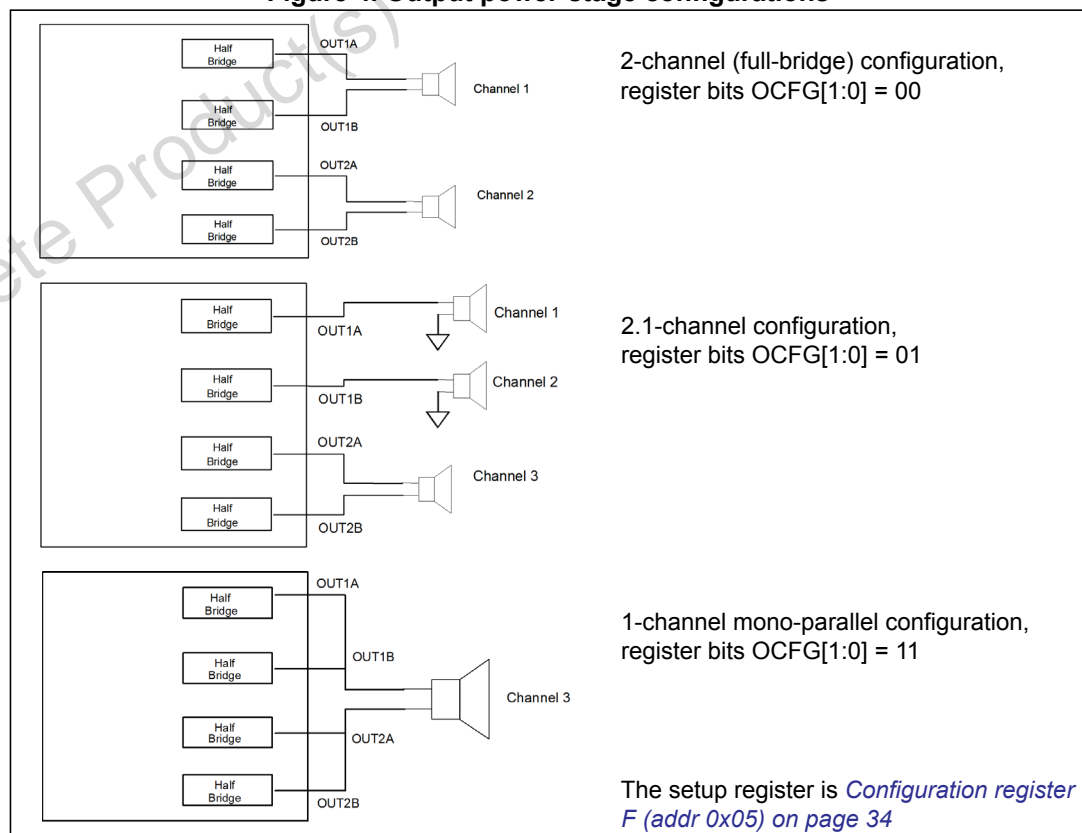 Figure 4. Output power stage configurations
Half
Bridge
OUT1A
Channel 1
Half
Bridge
OUT1B
Half
Bridge
OUT2A
Channel 2
Half
Bridge
OUT2B
2-channel (full-bridge) configuration,
register bits OCFG[1:0] = 00
Half
Bridge
OUT1A
Channel 1
Half
Bridge
OUT1B
Channel 2
Half
Bridge
OUT2A
Channel 3
Half
Bridge
OUT2B
2.1-channel configuration,
register bits OCFG[1:0] = 01
Half
Bridge
OUT1A
Half
Bridge
OUT1B
Channel 3
Half
Bridge
OUT2A
Half
Bridge
OUT2B
1-channel mono-parallel configuration,
register bits OCFG[1:0] = 11
The setup register is Configuration register
F (addr 0x05) on page 34
ete Product(s)